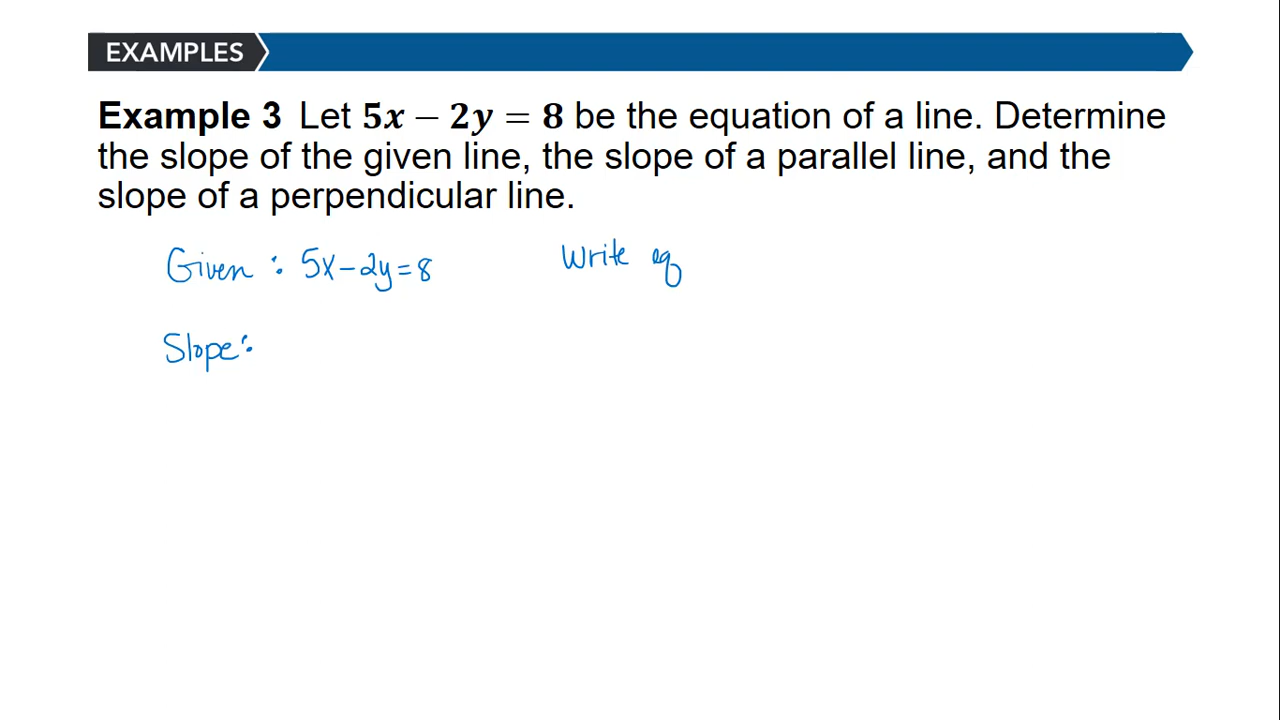 EXAMPLES
Example 3 Let 5x − 2y = 8 be the equation of a line. Determine
the slope of the given line, the slope of a parallel line, and the
slope of a perpendicular line.
Given : 5x-2y=8 Write eq
Slope: